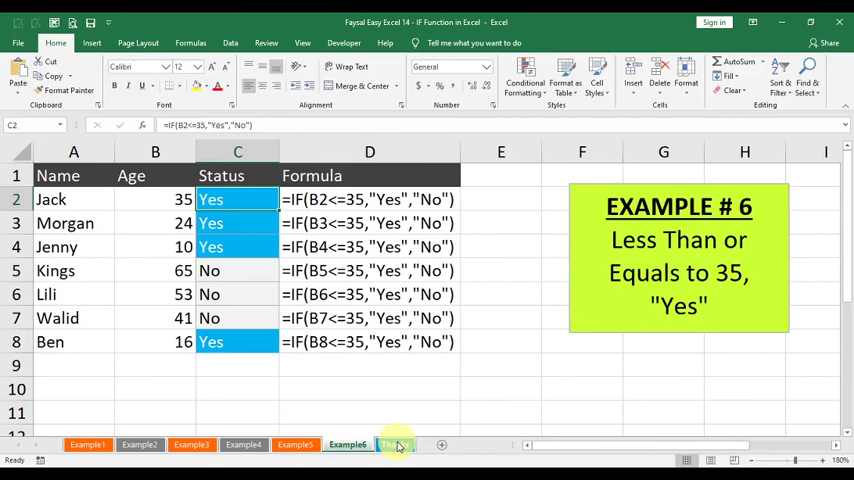 Faysal Easy Excel 14 - IF Function in Excel - Excel
Sign in
File Home Insert Page Layout Formulas Data Review View Developer Help Tell me what you want to do Share
Cut
Copy
Format Painter
Paste
Clipboard
Calibri 12
B I U
Font
Wrap Text
Merge & Center
Alignment
General
$ % ,
Number
Conditional Formatting
Format as Table
Cell Styles
Styles
Insert Delete Format
Cells
AutoSum
Fill
Clear
Sort & Filter
Find & Select
Editing
C2 fx =IF(B2<=35,"Yes","No")
A B C D E F G H I
1 Name Age Status Formula
2 Jack 35 Yes =IF(B2<=35,"Yes","No")
3 Morgan 24 Yes =IF(B3<=35,"Yes","No")
4 Jenny 10 Yes =IF(B4<=35,"Yes","No")
5 Kings 65 No =IF(B5<=35,"Yes","No")
6 Lili 53 No =IF(B6<=35,"Yes","No")
7 Walid 41 No =IF(B7<=35,"Yes","No")
8 Ben 16 Yes =IF(B8<=35,"Yes","No")
9
10
11
12
EXAMPLE # 6
Less Than or
Equals to 35,
"Yes"
Example1 Example2 Example3 Example4 Example5 Example6
Ready
180%